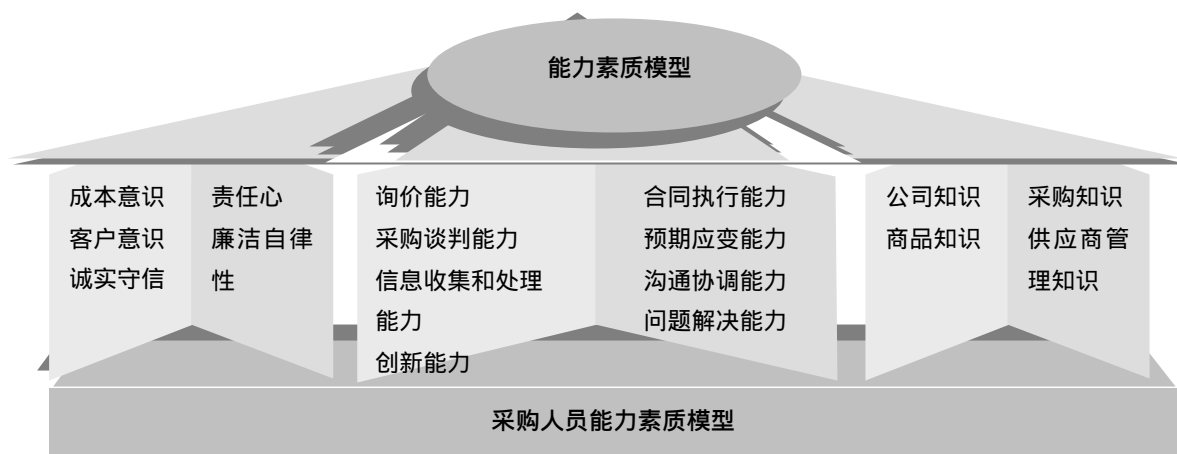 能力素质模型
成本意识
客户意识
诚实守信
责任心
廉洁自律
性
询价能力
采购谈判能力
信息收集和处理
能力
创新能力
合同执行能力
预期应变能力
沟通协调能力
问题解决能力
公司知识
商品知识
采购知识
供应商管
理知识
采购人员能力素质模型